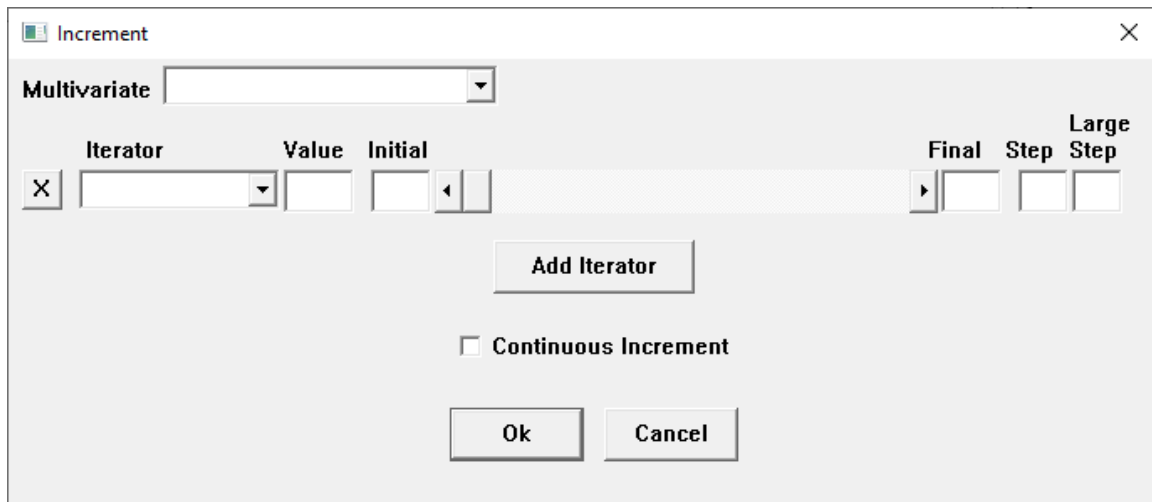 Increment
Multivariate
Iterator Value Initial Final Step Large Step
X
Add Iterator
Continuous Increment
Ok Cancel